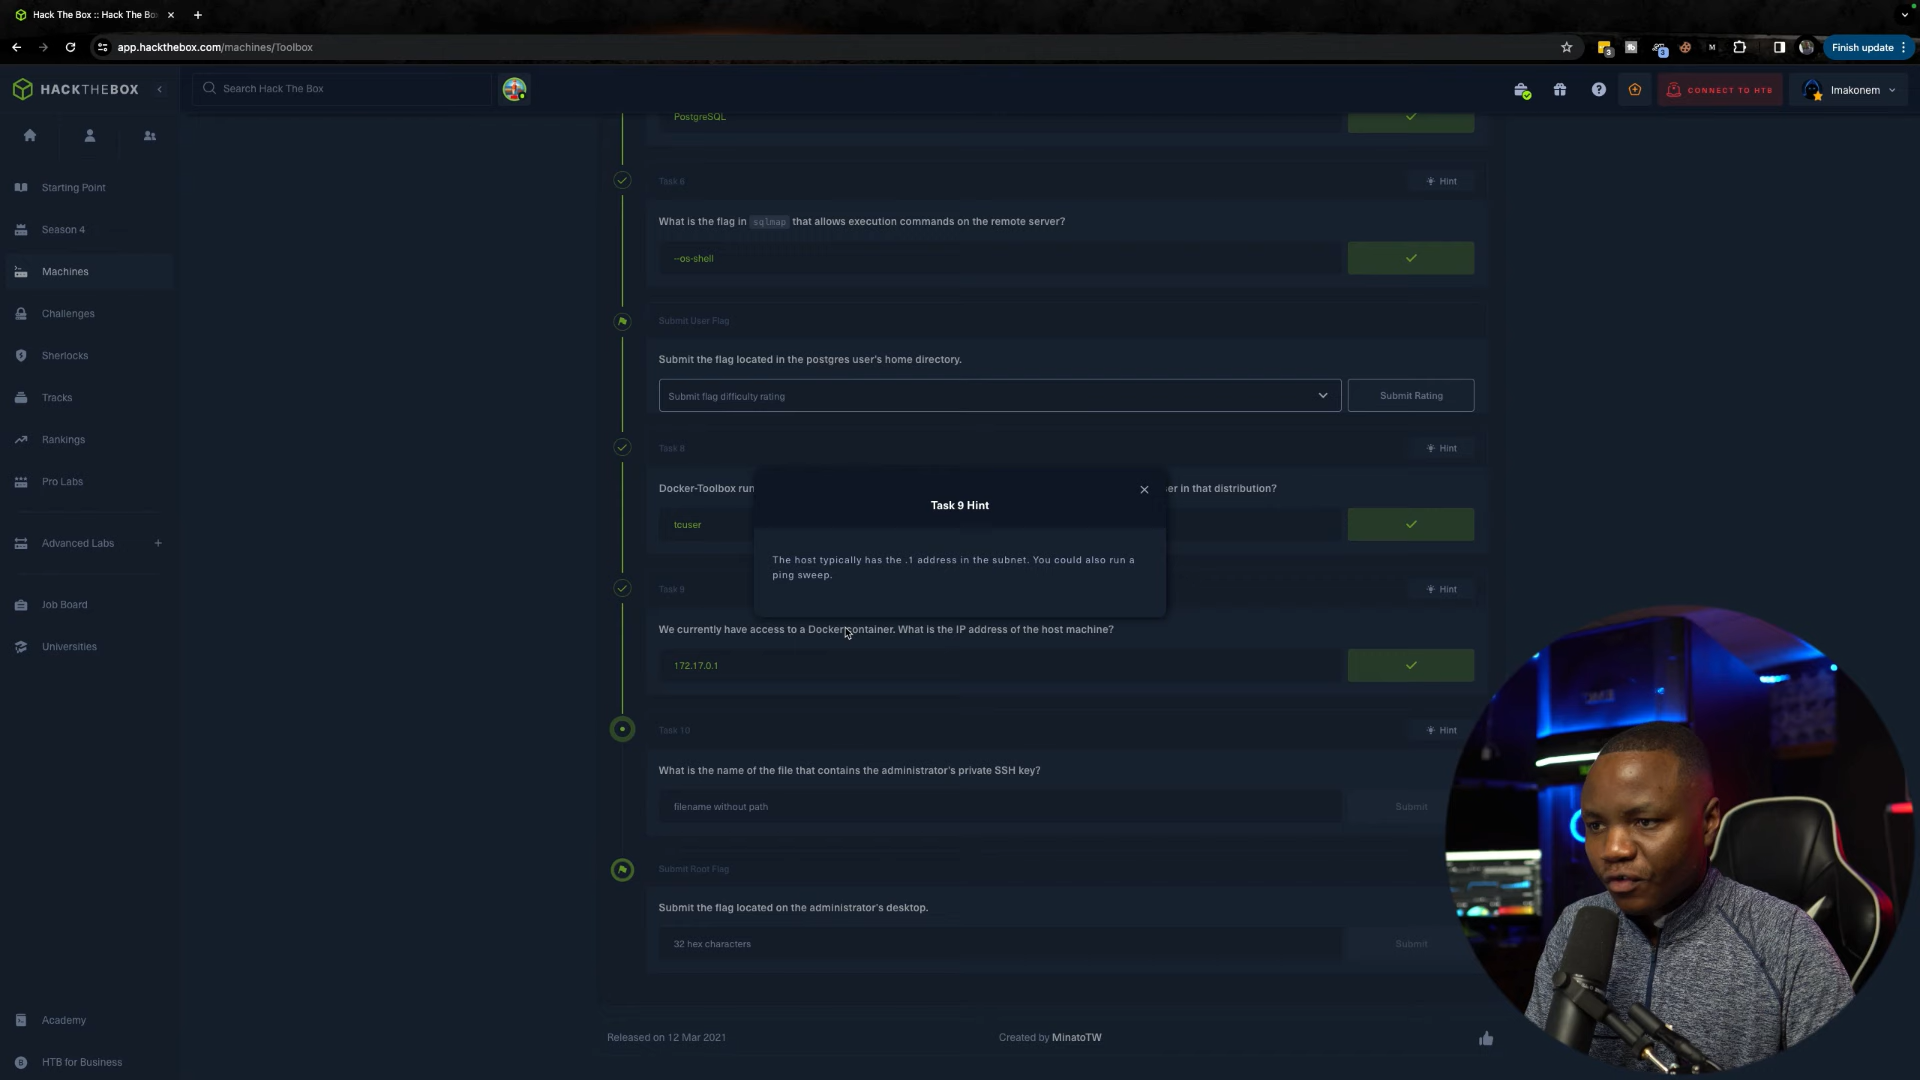 Hack The Box :: Hack The Bo
app.hackthebox.com/machines/Toolbox
3
3
M
Finish update
HACKTHEBOX
Search Hack The Box
CONNECT TO HTB
lmakonem
Starting Point
Season 4
Machines
Challenges
Sherlocks
Tracks
Rankings
Pro Labs
Advanced Labs
Job Board
Universities
Academy
HTB for Business
PostgreSQL
Task 6
Hint
What is the flag in sqlmap that allows execution commands on the remote server?
--os-shell
Submit User Flag
Submit the flag located in the postgres user's home directory.
Submit flag difficulty rating
Submit Rating
Task 8
Hint
Docker-Toolbox run
er in that distribution?
tcuser
Task 9 Hint
The host typically has the .1 address in the subnet. You could also run a
ping sweep.
Task 9
Hint
We currently have access to a Docker container. What is the IP address of the host machine?
172.17.0.1
Task 10
Hint
What is the name of the file that contains the administrator's private SSH key?
filename without path
Submit
Submit Root Flag
Submit the flag located on the administrator's desktop.
32 hex characters
Submit
Released on 12 Mar 2021
Created by MinatoTW